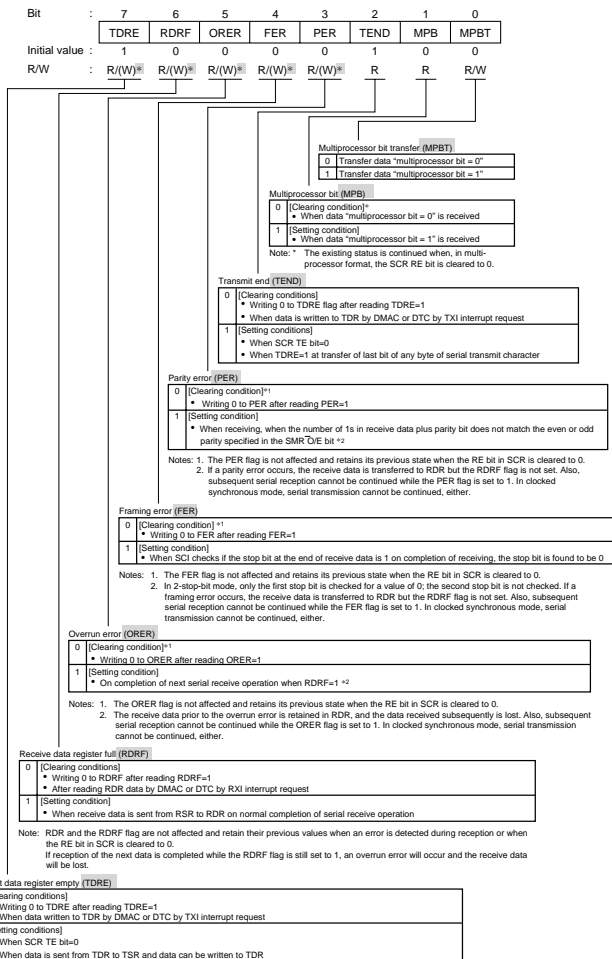 Bit : 7 6 5 4 3 2 1 0
TDRE RDRF ORER FER PER TEND MPB MPBT
Initial value : 1 0 0 0 0 1 0 0
R/W : R/(W)* R/(W)* R/(W)* R/(W)* R/(W)* R R R/W
Multiprocessor bit transfer (MPBT)
0 Transfer data “multiprocessor bit = 0”
1 Transfer data “multiprocessor bit = 1”
Multiprocessor bit (MPB)
0 [Clearing condition]*
• When data “multiprocessor bit = 0” is received
1 [Setting condition]
• When data “multiprocessor bit = 1” is received
Note: * The existing status is continued when, in multi-
processor format, the SCR RE bit is cleared to 0.
Transmit end (TEND)
0 [Clearing conditions]
• Writing 0 to TDRE flag after reading TDRE=1
• When data is written to TDR by DMAC or DTC by TXI interrupt request
1 [Setting conditions]
• When SCR TE bit=0
• When TDRE=1 at transfer of last bit of any byte of serial transmit character
Parity error (PER)
0 [Clearing condition]*1
• Writing 0 to PER after reading PER=1
1 [Setting condition]
• When receiving, when the number of 1s in receive data plus parity bit does not match the even or odd
parity specified in the SMR O/E bit *2
Notes: 1. The PER flag is not affected and retains its previous state when the RE bit in SCR is cleared to 0.
2. If a parity error occurs, the receive data is transferred to RDR but the RDRF flag is not set. Also,
subsequent serial reception cannot be continued while the PER flag is set to 1. In clocked
synchronous mode, serial transmission cannot be continued, either.
Framing error (FER)
0 [Clearing condition] *1
• Writing 0 to FER after reading FER=1
1 [Setting condition]
• When SCI checks if the stop bit at the end of receive data is 1 on completion of receiving, the stop bit is found to be 0
Notes: 1. The FER flag is not affected and retains its previous state when the RE bit in SCR is cleared to 0.
2. In 2-stop-bit mode, only the first stop bit is checked for a value of 0; the second stop bit is not checked. If a
framing error occurs, the receive data is transferred to RDR but the RDRF flag is not set. Also, subsequent
serial reception cannot be continued while the FER flag is set to 1. In clocked synchronous mode, serial
transmission cannot be continued, either.
Overrun error (ORER)
0 [Clearing condition]*1
• Writing 0 to ORER after reading ORER=1
1 [Setting condition]
• On completion of next serial receive operation when RDRF=1 *2
Notes: 1. The ORER flag is not affected and retains its previous state when the RE bit in SCR is cleared to 0.
2. The receive data prior to the overrun error is retained in RDR, and the data received subsequently is lost. Also, subsequent
serial reception cannot be continued while the ORER flag is set to 1. In clocked synchronous mode, serial transmission
cannot be continued, either.
Receive data register full (RDRF)
0 [Clearing conditions]
• Writing 0 to RDRF after reading RDRF=1
• After reading RDR data by DMAC or DTC by RXI interrupt request
1 [Setting condition]
• When receive data is sent from RSR to RDR on normal completion of serial receive operation
Note: RDR and the RDRF flag are not affected and retain their previous values when an error is detected during reception or when
the RE bit in SCR is cleared to 0.
If reception of the next data is completed while the RDRF flag is still set to 1, an overrun error will occur and the receive data
will be lost.
t data register empty (TDRE)
earing conditions]
Writing 0 to TDRE after reading TDRE=1
When data written to TDR by DMAC or DTC by TXI interrupt request
etting conditions]
When SCR TE bit=0
When data is sent from TDR to TSR and data can be written to TDR